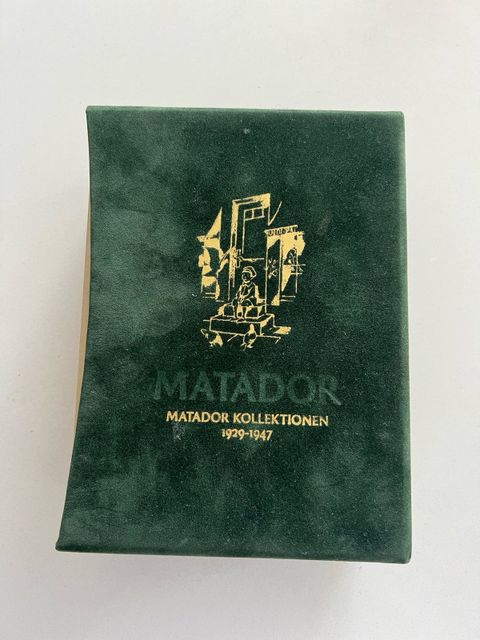 MATADOR
MATADOR KOLLEKTIONEN
1929-1947